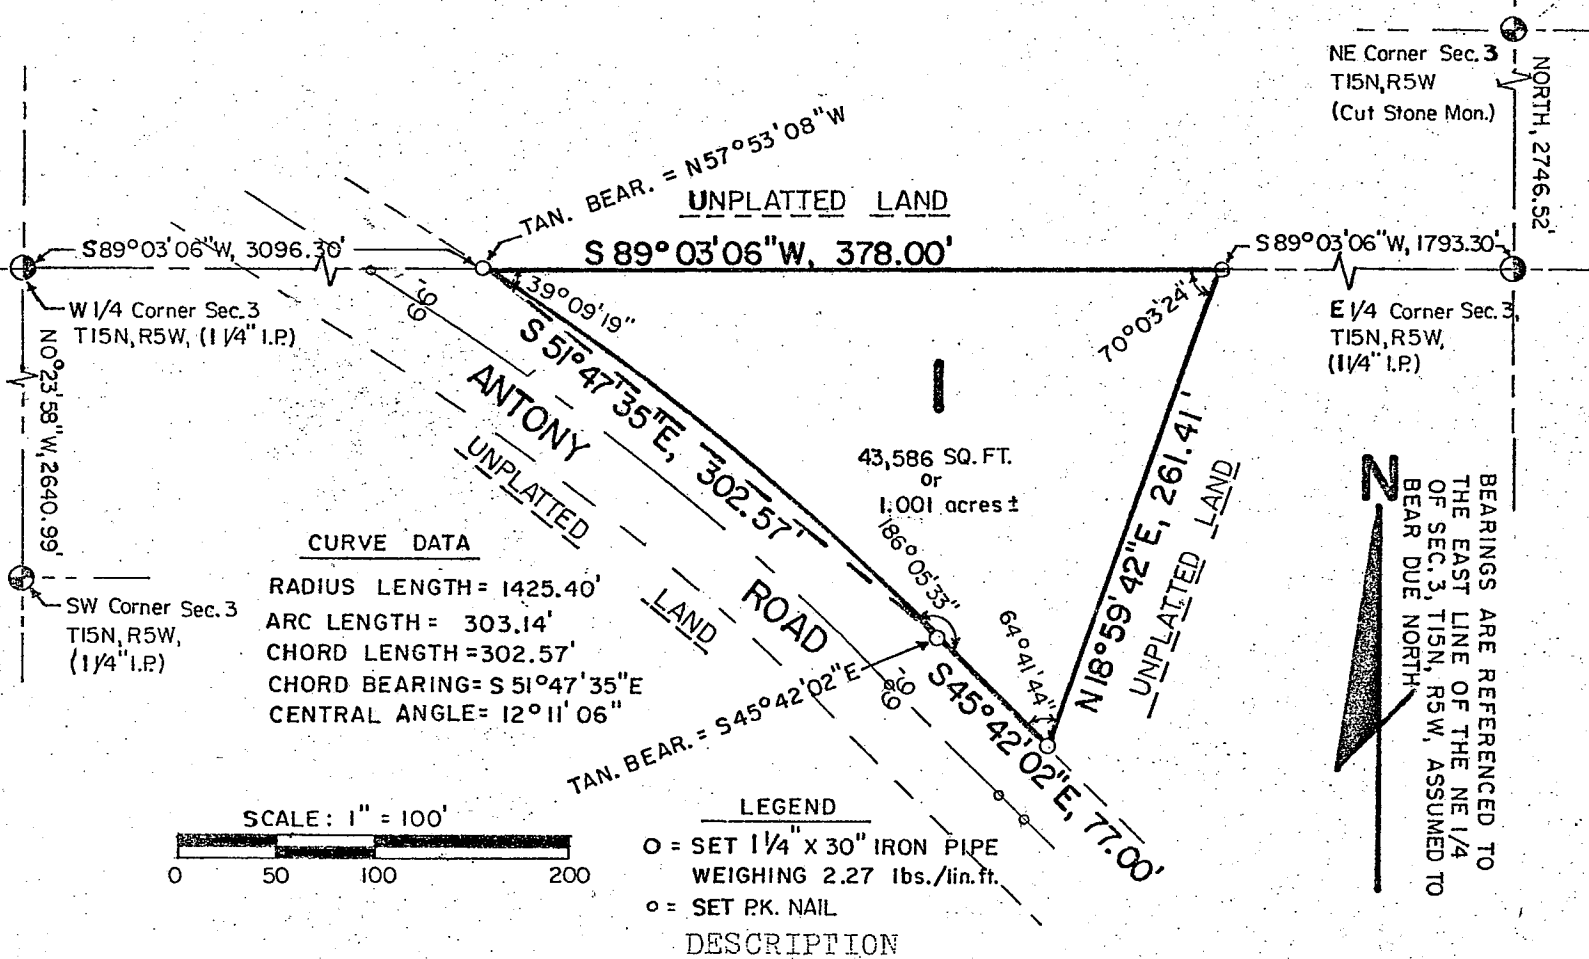 NE Corner Sec. 3
T15N, R5W
(Cut Stone Mon.)
NORTH, 2746.52'
TAN. BEAR. = N57°53'08"W
UNPLATTED LAND
S89°03'06"W, 3096.30'
S 89°03'06"W, 378.00'
S89°03'06"W, 1793.30'
W 1/4 Corner Sec. 3
T15N, R5W, (1 1/4" I.P.)
E 1/4 Corner Sec. 3,
T15N, R5W,
(1 1/4" I.P.)
N0°23'58"W, 2640.99'
66'
39°09'19"
70°03'24"
S 51°47'35"E, 302.57'
ANTONY
ROAD
UNPLATTED
LAND
1
43,586 SQ. FT.
or
1.001 acres ±
186°05'33"
64°41'44"
N 18°59'42"E, 261.41'
UNPLATTED LAND
N
BEARINGS ARE REFERENCED TO
THE EAST LINE OF THE NE 1/4
OF SEC. 3, T15N, R5W, ASSUMED TO
BEAR DUE NORTH
CURVE DATA
RADIUS LENGTH = 1425.40'
ARC LENGTH = 303.14'
CHORD LENGTH = 302.57'
CHORD BEARING = S 51°47'35"E
CENTRAL ANGLE = 12°11'06"
SW Corner Sec. 3
T15N, R5W,
(1 1/4" I.P.)
66'
TAN. BEAR. = S45°42'02"E
S45°42'02"E, 77.00'
SCALE: 1" = 100'
0 50 100 200
LEGEND
O = SET 1 1/4" X 30" IRON PIPE
WEIGHING 2.27 lbs./lin. ft.
o = SET P.K. NAIL
DESCRIPTION